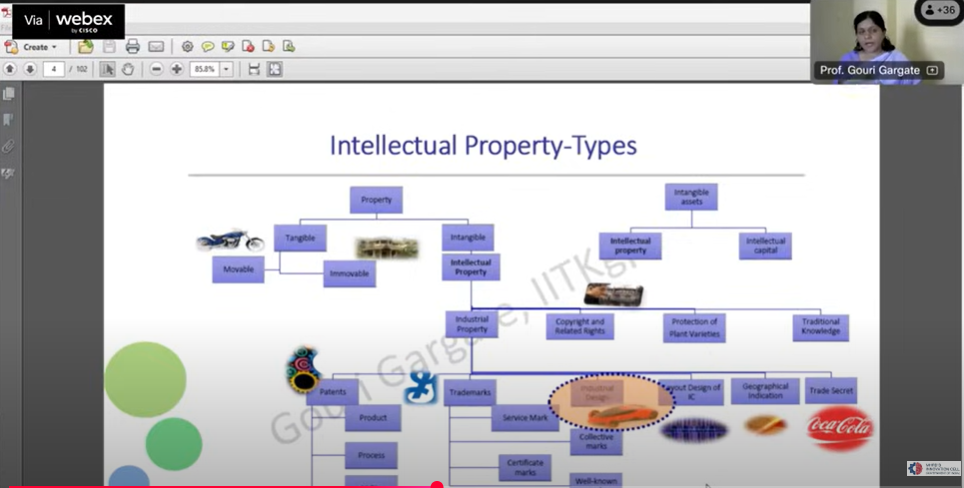 Via webex
by CISCO
+36
Prof. Gouri Gargate
Create
4 / 102
85.8%
Intellectual Property-Types
Property
Intangible
assets
Tangible
Intangible
Intellectual
property
Intellectual
capital
Movable
Immovable
Intellectual
Property
Industrial
Property
Copyright and
Related Rights
Protection of
Plant Varieties
Traditional
Knowledge
Patents
Trademarks
Industrial
Design
Layout Design of
IC
Geographical
Indication
Trade Secret
Product
Service Mark
Collective
marks
Coca-Cola
Process
Certificate
marks
Well-known
Gouri Gargate, IITKgp